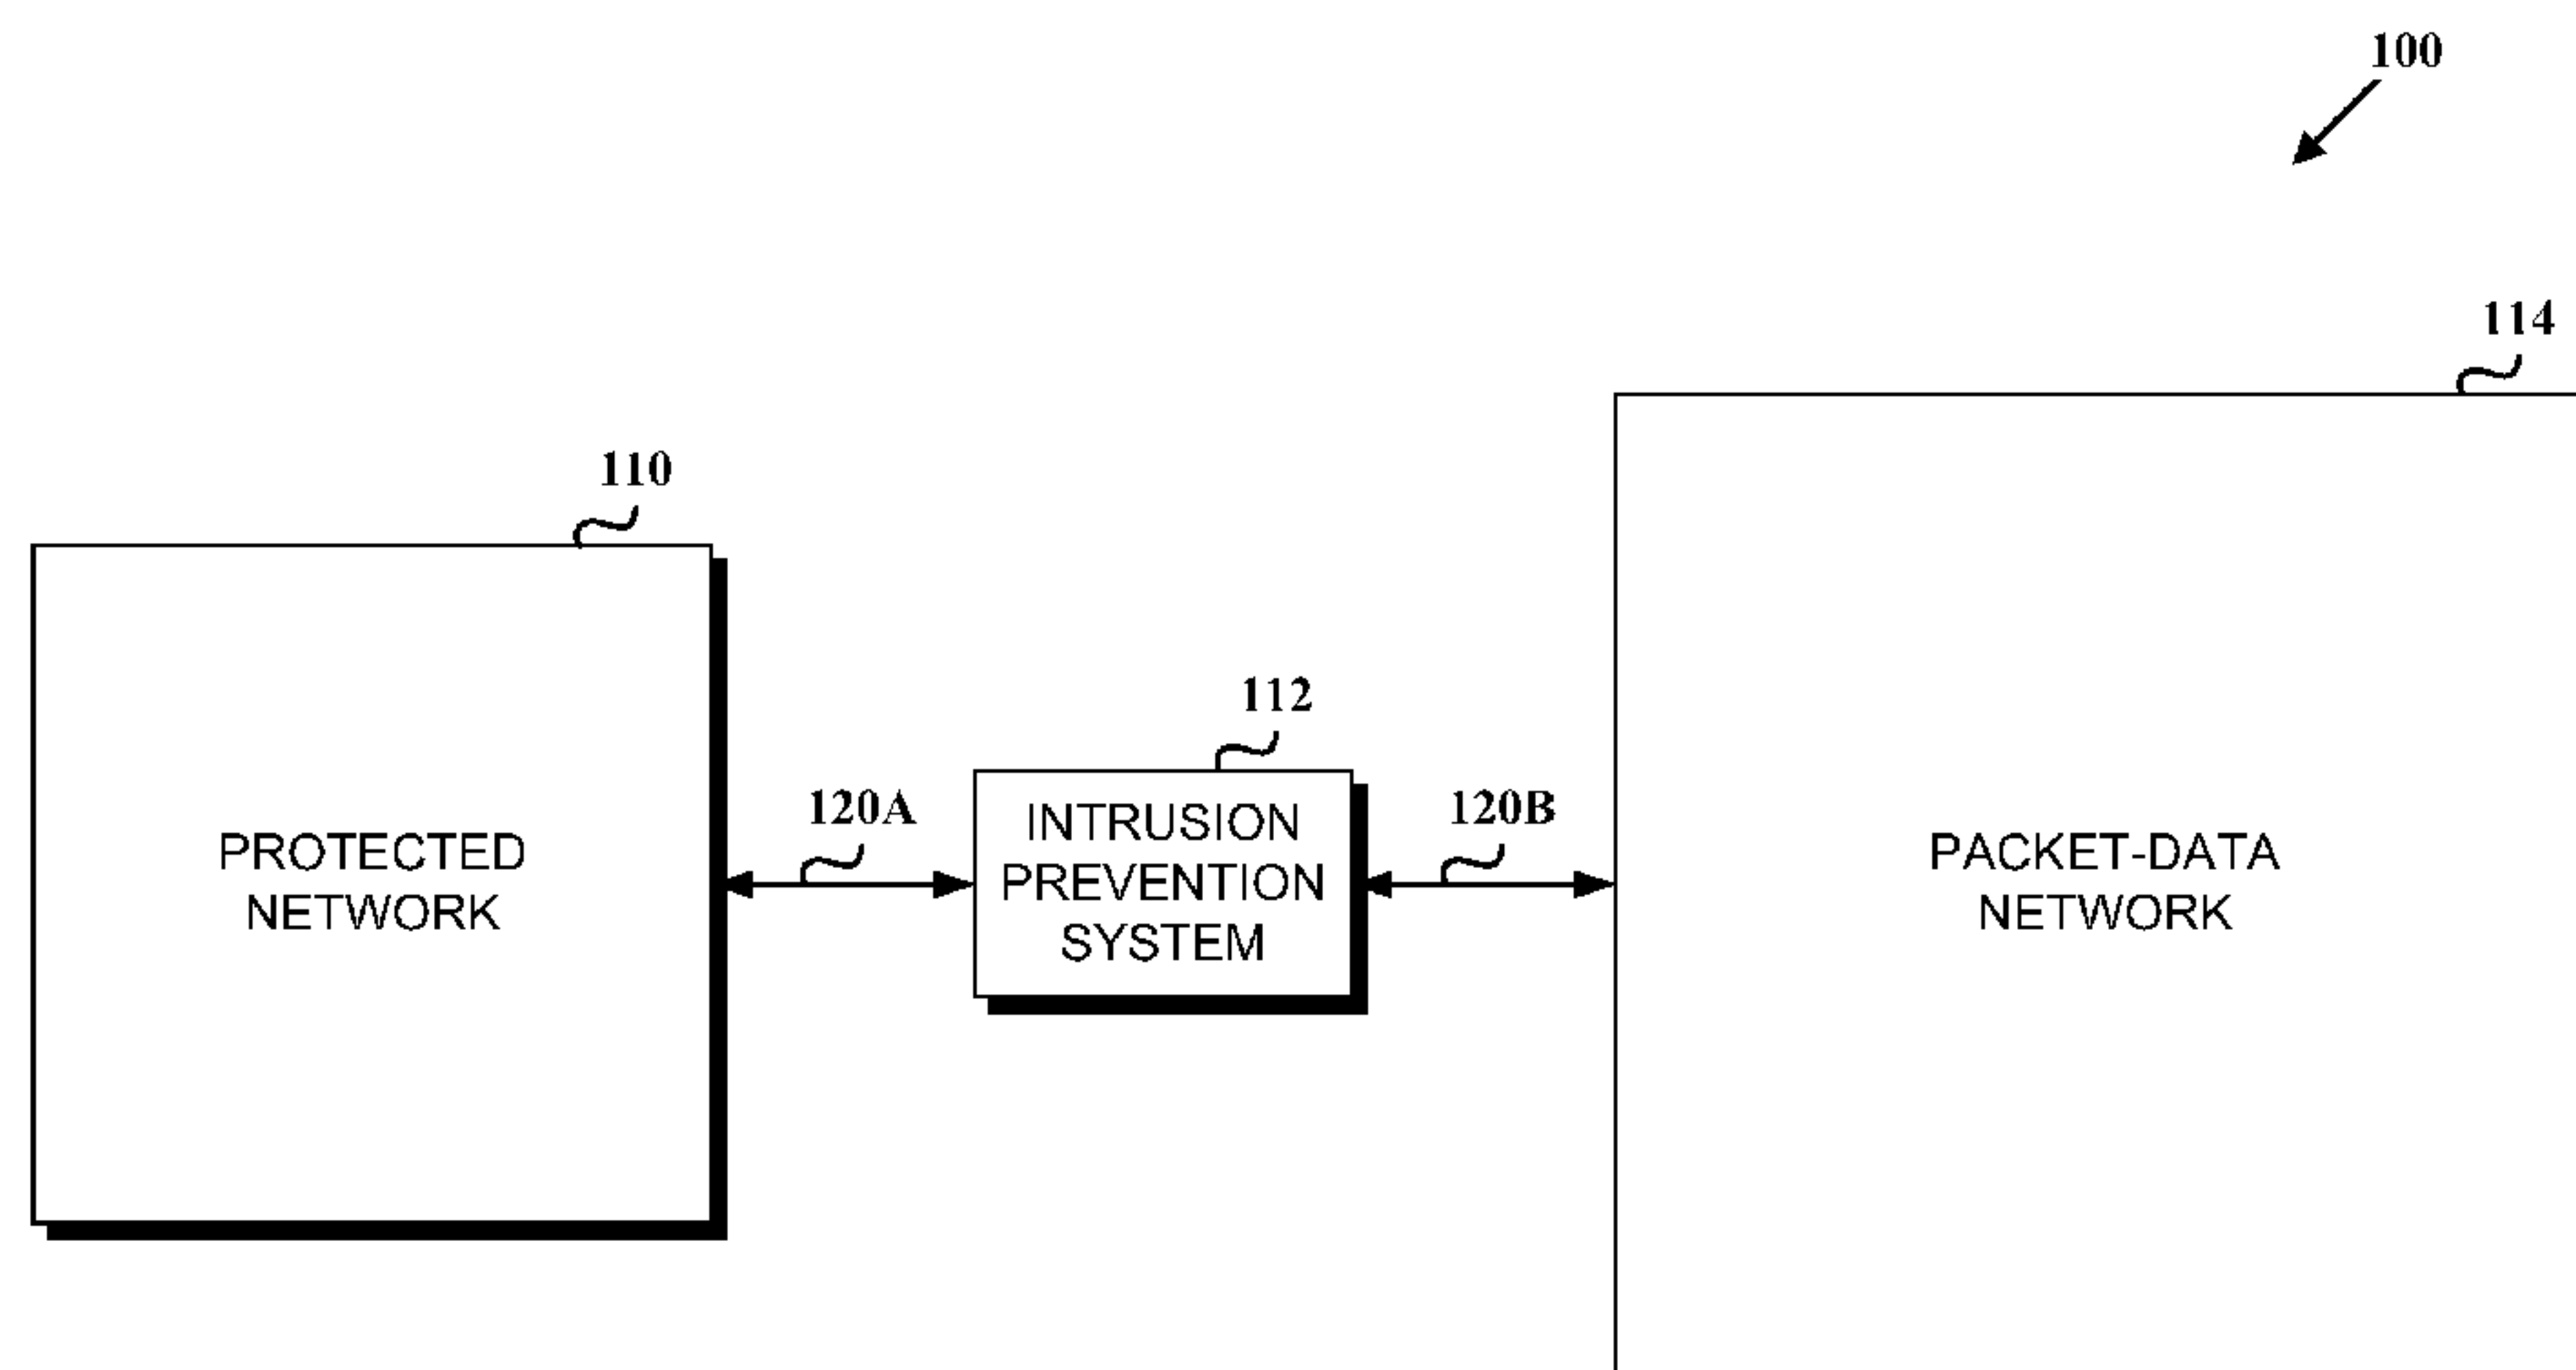 100
114
110
112
120A
120B
PROTECTED
NETWORK
INTRUSION
PREVENTION
SYSTEM
PACKET-DATA
NETWORK